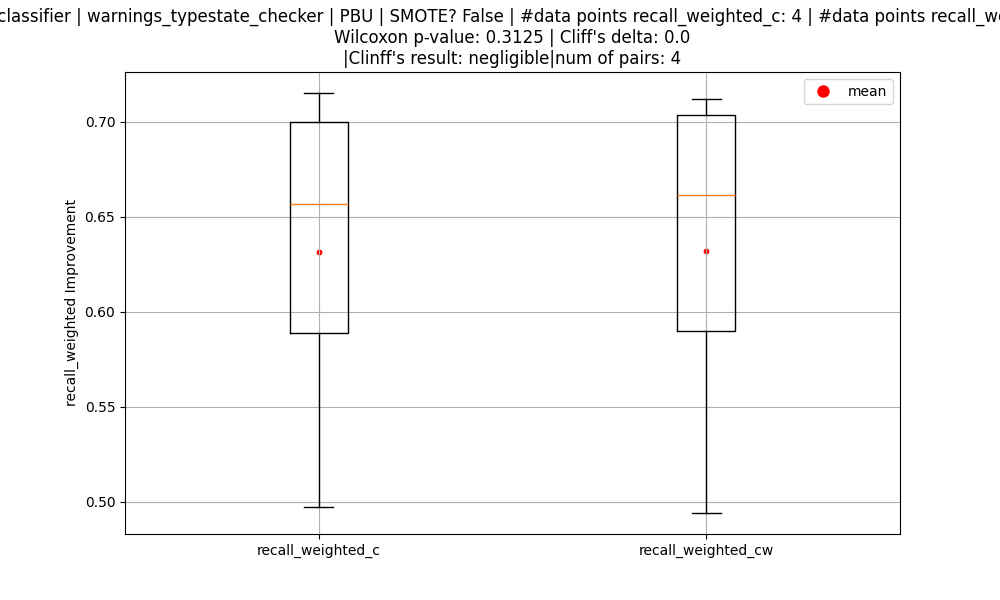 classifier | warnings_typestate_checker | PBU | SMOTE? False | #data points recall_weighted_c: 4 | #data points
Wilcoxon p-value: 0.3125 | Cliff's delta: 0.0
|Clinff's result: negligible|num of pairs: 4
mean
recall_weighted Improvement
0.70
0.65
0.60
0.55
0.50
recall_weighted_c
recall_weighted_cw